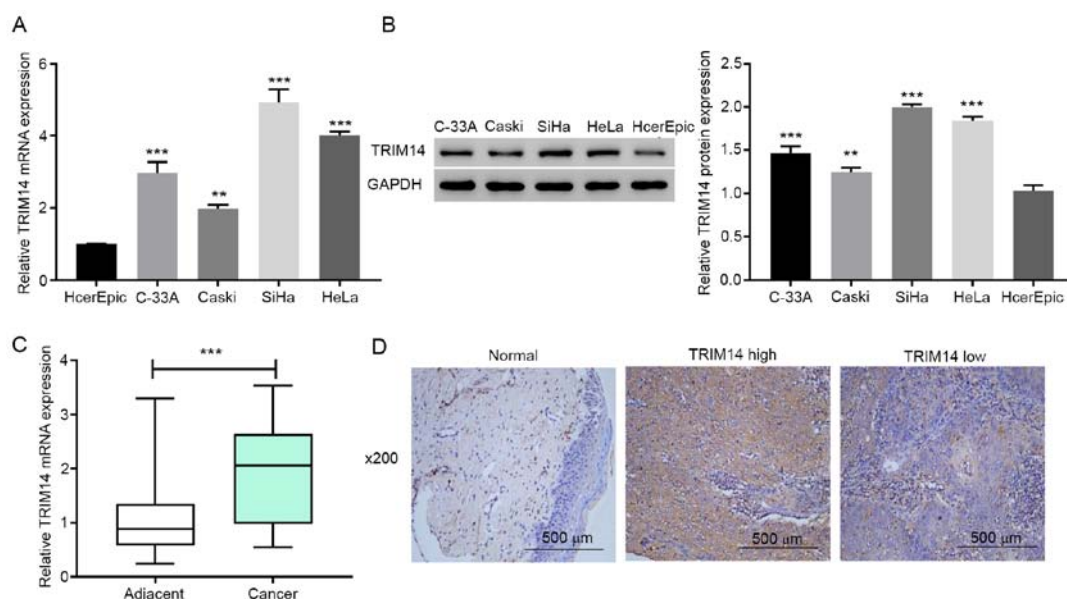 A
Relative TRIM14 mRNA expression
6
4
2
0
***
**
***
***
HcerEpic C-33A Caski SiHa HeLa
B
C-33A Caski SiHa HeLa HcerEpic
TRIM14
GAPDH
Relative TRIM14 protein expression
2.5
2.0
1.5
1.0
0.5
0.0
***
**
***
***
C-33A Caski SiHa HeLa HcerEpic
C
Relative TRIM14 mRNA expression
4
3
2
1
0
***
Adjacent Cancer
D
Normal TRIM14 high TRIM14 low
x200
500 μm 500 μm 500 μm